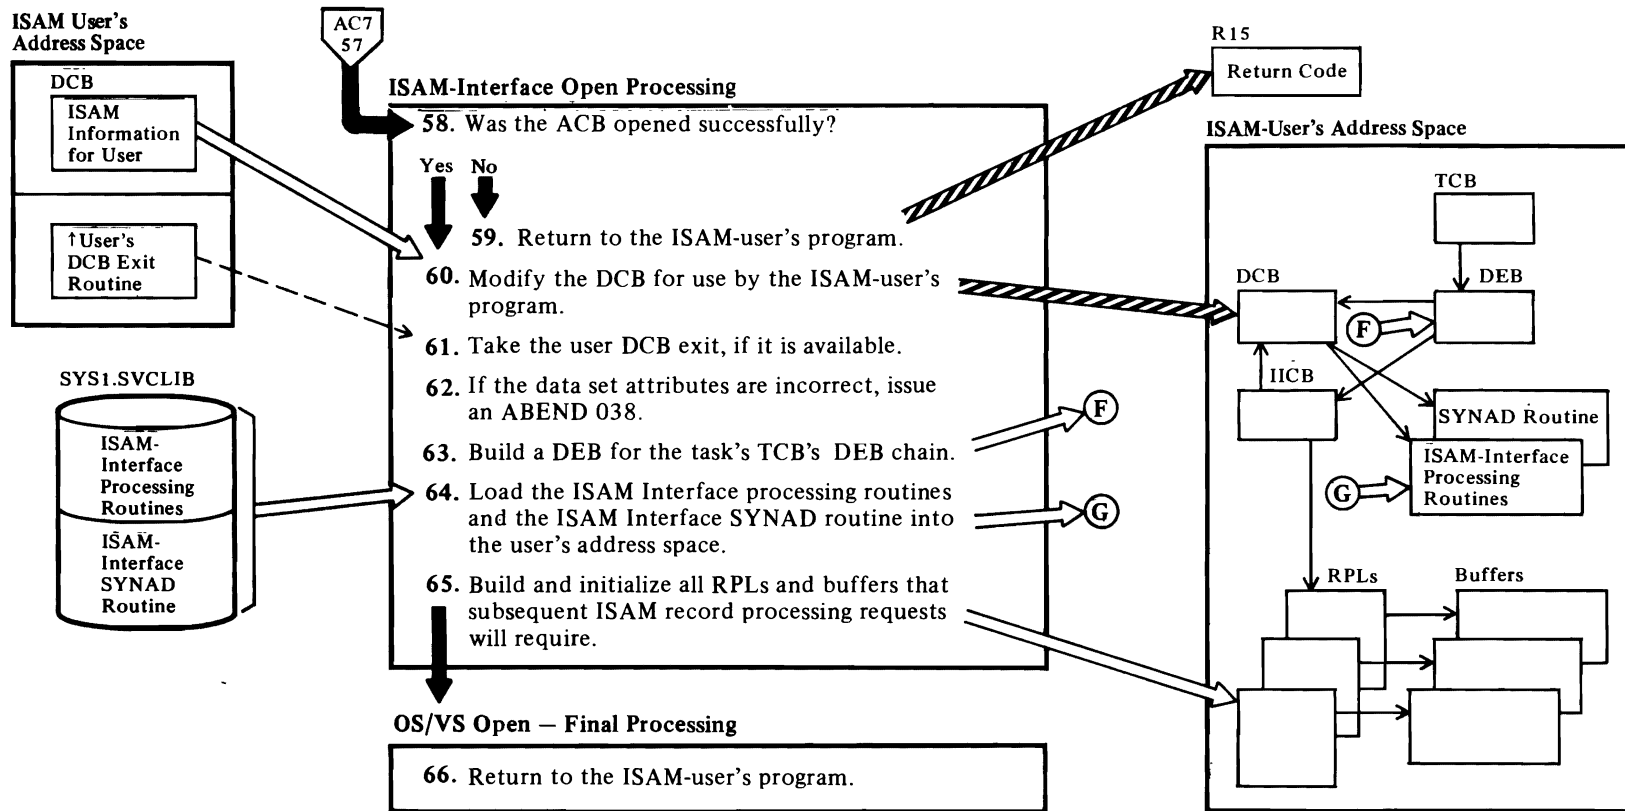 ISAM User's
Address Space
DCB
ISAM
Information
for User
↑User's
DCB Exit
Routine
SYS1.SVCLIB
ISAM-
Interface
Processing
Routines
ISAM-
Interface
SYNAD
Routine
AC7
57
ISAM-Interface Open Processing
58. Was the ACB opened successfully?
Yes No
59. Return to the ISAM-user's program.
60. Modify the DCB for use by the ISAM-user's
program.
61. Take the user DCB exit, if it is available.
62. If the data set attributes are incorrect, issue
an ABEND 038.
63. Build a DEB for the task's TCB's DEB chain.
64. Load the ISAM Interface processing routines
and the ISAM Interface SYNAD routine into
the user's address space.
65. Build and initialize all RPLs and buffers that
subsequent ISAM record processing requests
will require.
F
G
OS/VS Open — Final Processing
66. Return to the ISAM-user's program.
R15
Return Code
ISAM-User's Address Space
TCB
DCB
DEB
F
IICB
SYNAD Routine
ISAM-Interface
Processing
Routines
G
RPLs
Buffers